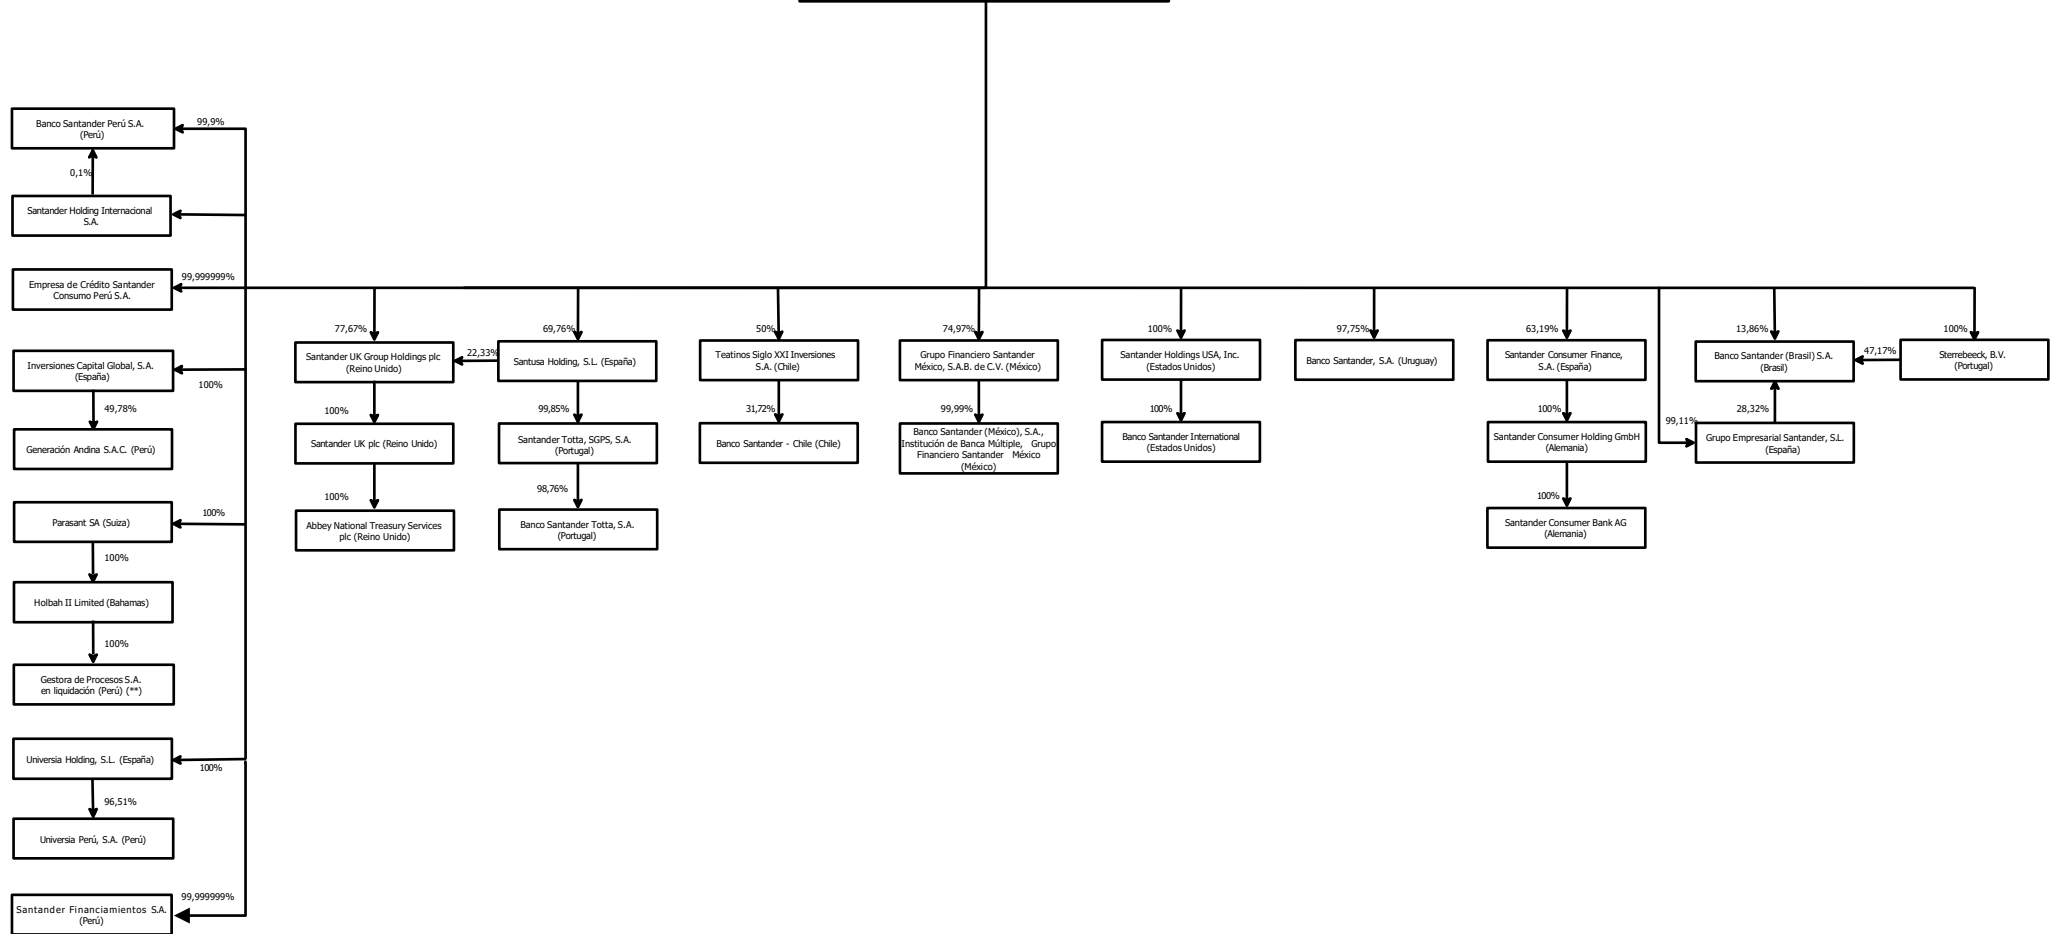 Banco Santander Perú S.A.
(Perú)
99,9%
0,1%
Santander Holding Internacional
S.A.
99,999999%
Empresa de Crédito Santander
Consumo Perú S.A.
Inversiones Capital Global, S.A.
(España)
100%
49,78%
Generación Andina S.A.C. (Perú)
100%
Parasant SA (Suiza)
100%
Holbah II Limited (Bahamas)
100%
Gestora de Procesos S.A.
en liquidación (Perú) (**)
Universia Holding, S.L. (España)
100%
96,51%
Universia Perú, S.A. (Perú)
99,999999%
Santander Financiamientos S.A.
(Perú)
77,67%
Santander UK Group Holdings plc
(Reino Unido)
100%
Santander UK plc (Reino Unido)
100%
Abbey National Treasury Services
plc (Reino Unido)
22,33%
69,76%
Santusa Holding, S.L. (España)
99,85%
Santander Totta, SGPS, S.A.
(Portugal)
98,76%
Banco Santander Totta, S.A.
(Portugal)
50%
Teatinos Siglo XXI Inversiones
S.A. (Chile)
31,72%
Banco Santander - Chile (Chile)
74,97%
Grupo Financiero Santander
México, S.A.B. de C.V. (México)
99,99%
Banco Santander (México), S.A.,
Institución de Banca Múltiple, Grupo
Financiero Santander México
(México)
100%
Santander Holdings USA, Inc.
(Estados Unidos)
100%
Banco Santander International
(Estados Unidos)
97,75%
Banco Santander, S.A. (Uruguay)
63,19%
Santander Consumer Finance,
S.A. (España)
100%
Santander Consumer Holding GmbH
(Alemania)
100%
Santander Consumer Bank AG
(Alemania)
13,86%
Banco Santander (Brasil) S.A.
(Brasil)
28,32%
99,11%
Grupo Empresarial Santander, S.L.
(España)
47,17%
100%
Sterrebeeck, B.V.
(Portugal)